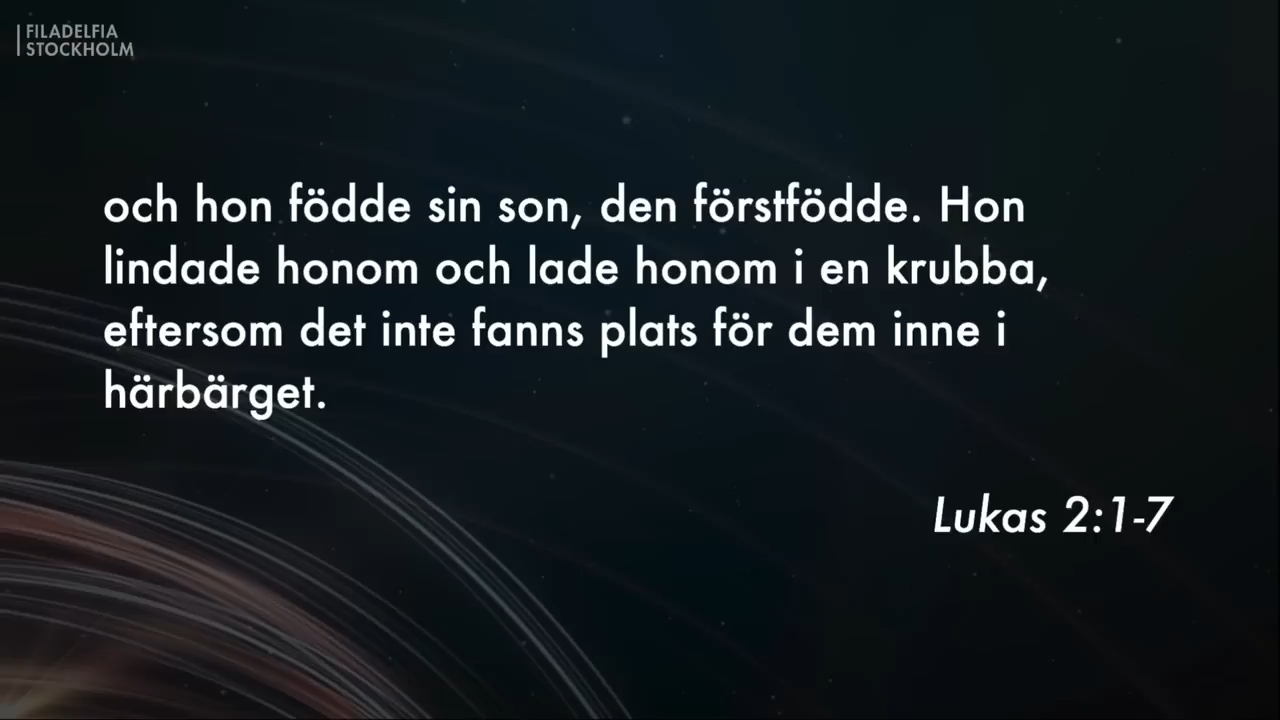 FILADELFIA
STOCKHOLM
och hon födde sin son, den förstfödde. Hon
lindade honom och lade honom i en krubba,
eftersom det inte fanns plats för dem inne i
härbärget.
Lukas 2:1-7